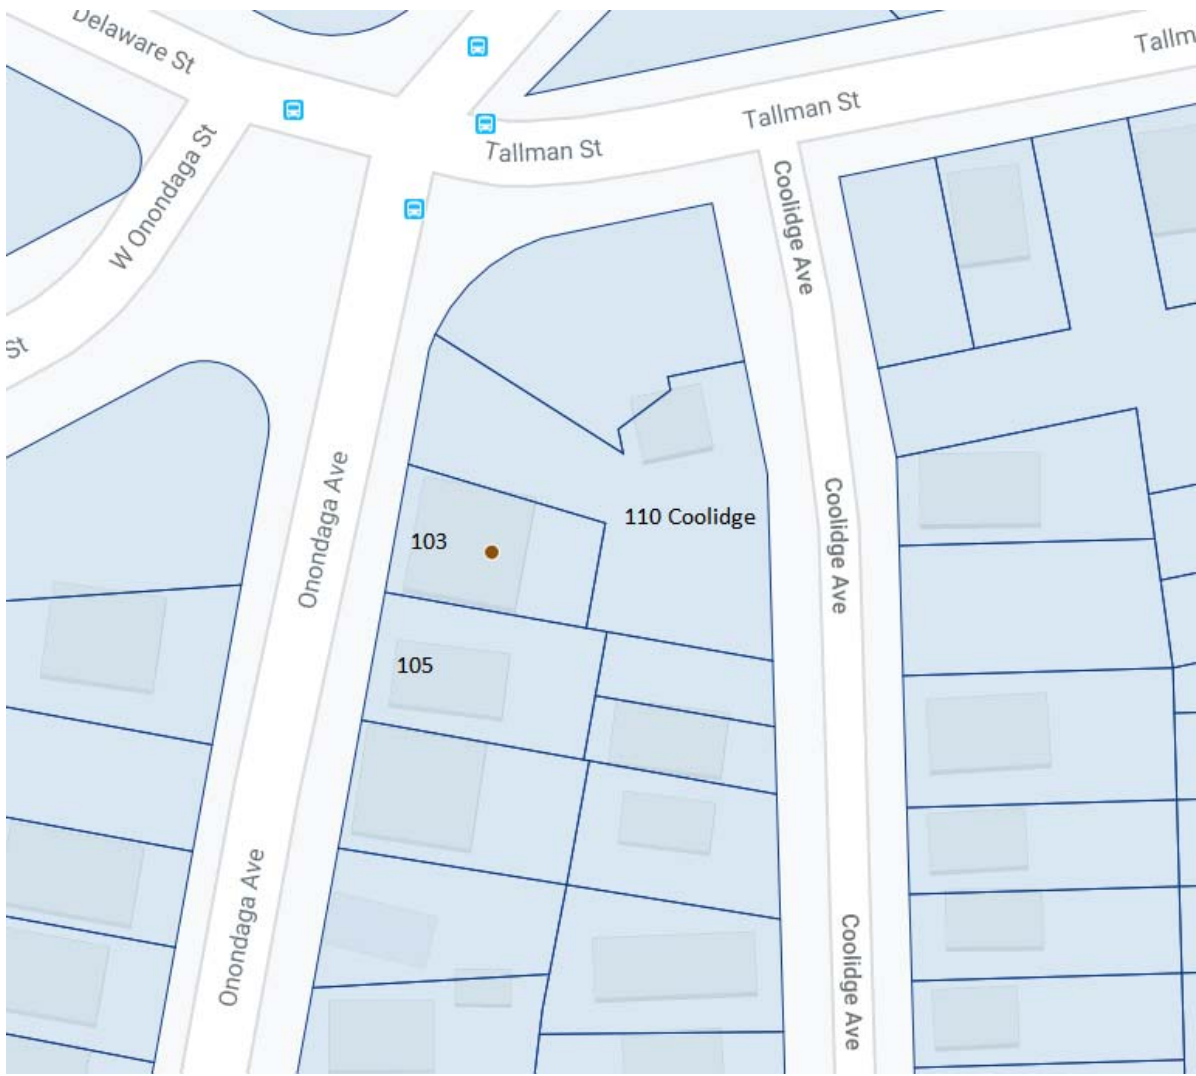 Delaware St
Tallm
Tallman St
Tallman St
W Onondaga St
Coolidge Ave
St
Onondaga Ave
110 Coolidge
103
Coolidge Ave
105
Onondaga Ave
Coolidge Ave